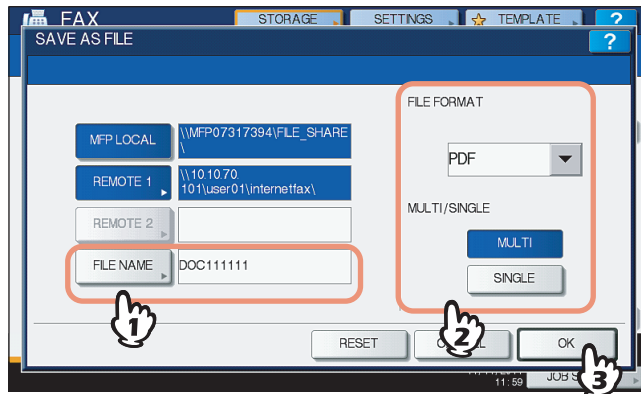 FAX
STORAGE
SETTINGS
TEMPLATE
?
SAVE AS FILE
?
MFP LOCAL
\\MFP07317394\FILE_SHARE
\
REMOTE 1
\\10.10.70.
101\user01\internetfax\
REMOTE 2
FILE NAME
DOC111111
FILE FORMAT
PDF
MULTI/SINGLE
MULTI
SINGLE
RESET
OK
1
2
3
11:59